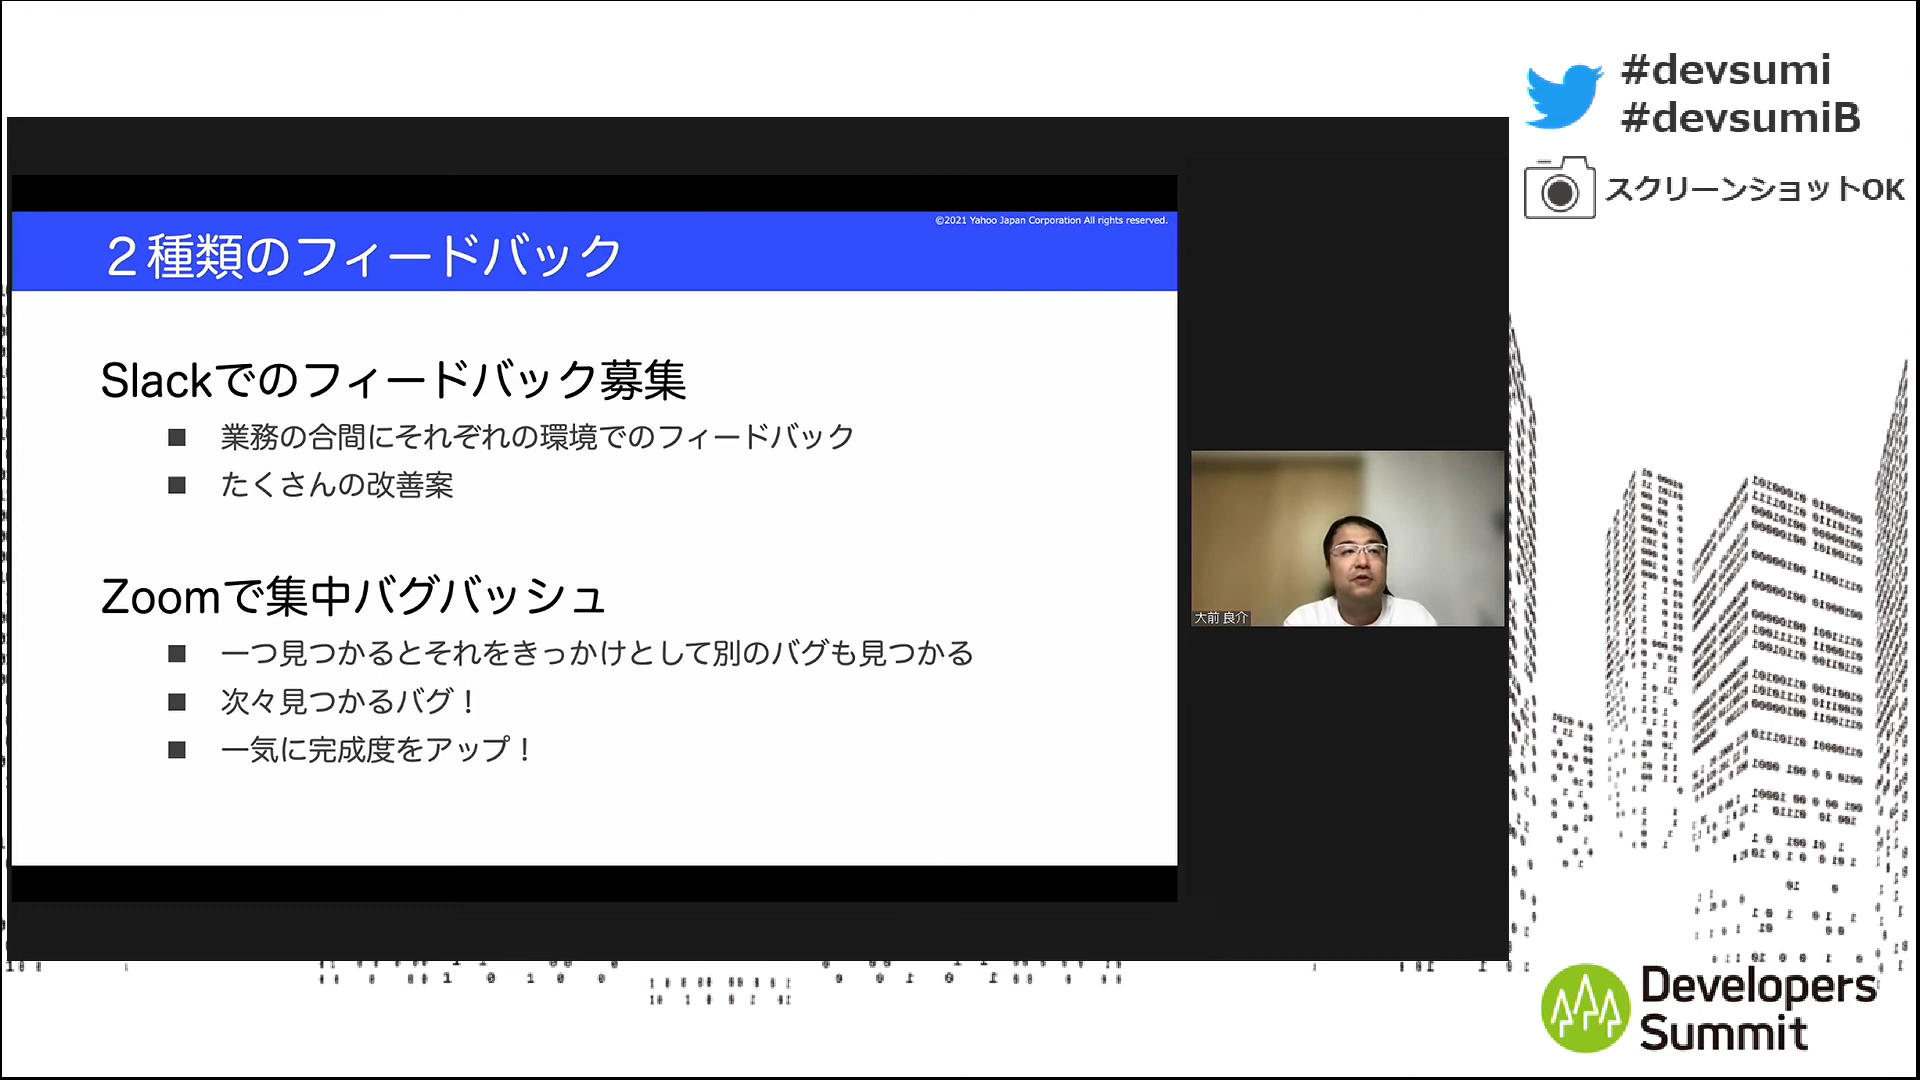 #devsumi
#devsumiB
スクリーンショットOK
©2021 Yahoo Japan Corporation All rights reserved.
２種類のフィードバック
Slackでのフィードバック募集
■ 業務の合間にそれぞれの環境でのフィードバック
■ たくさんの改善案
Zoomで集中バグバッシュ
■ 一つ見つかるとそれをきっかけとして別のバグも見つかる
■ 次々見つかるバグ！
■ 一気に完成度をアップ！
大前 良介
Developers
Summit